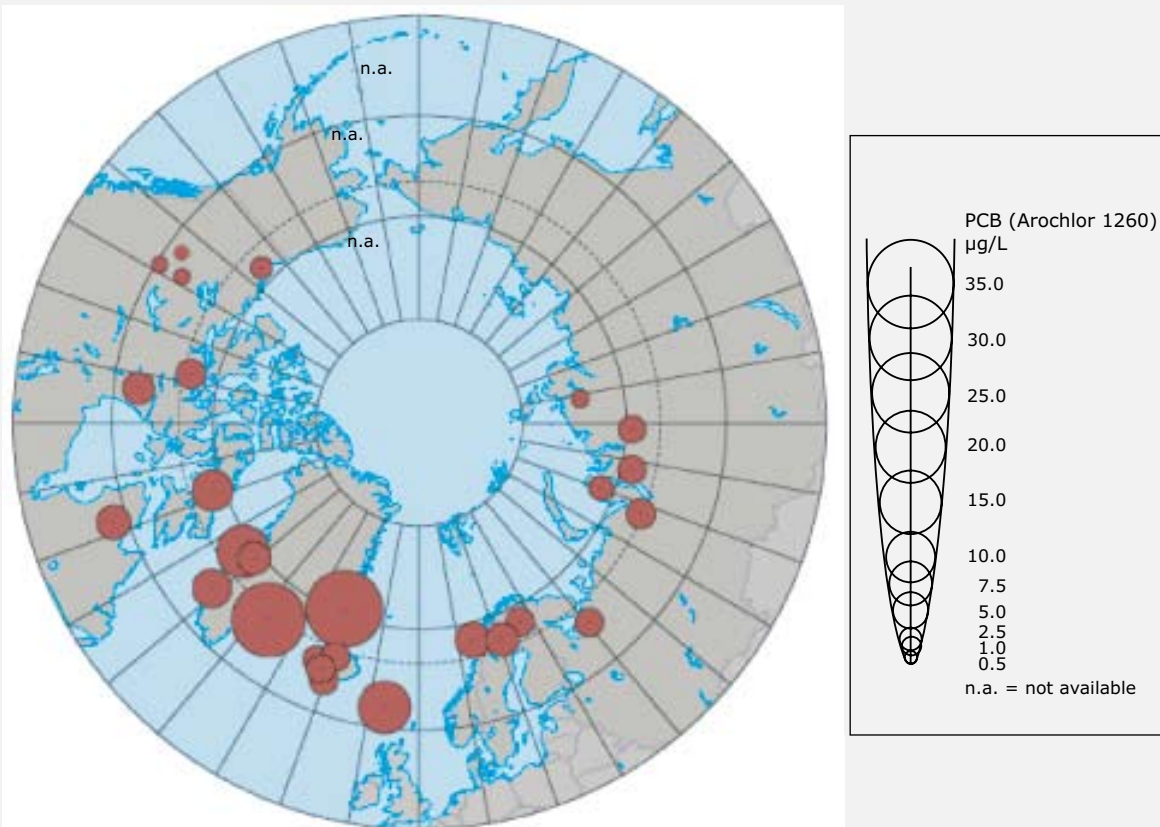 n.a.
n.a.
n.a.
PCB (Arochlor 1260)
µg/L
35.0
30.0
25.0
20.0
15.0
10.0
7.5
5.0
2.5
1.0
0.5
n.a. = not available